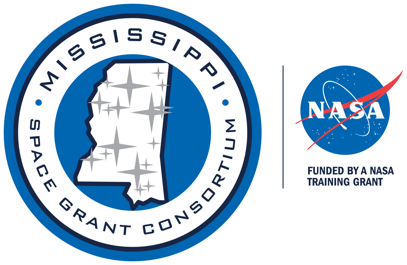 MISSISSIPPI
SPACE GRANT CONSORTIUM
NASA
FUNDED BY A NASA
TRAINING GRANT